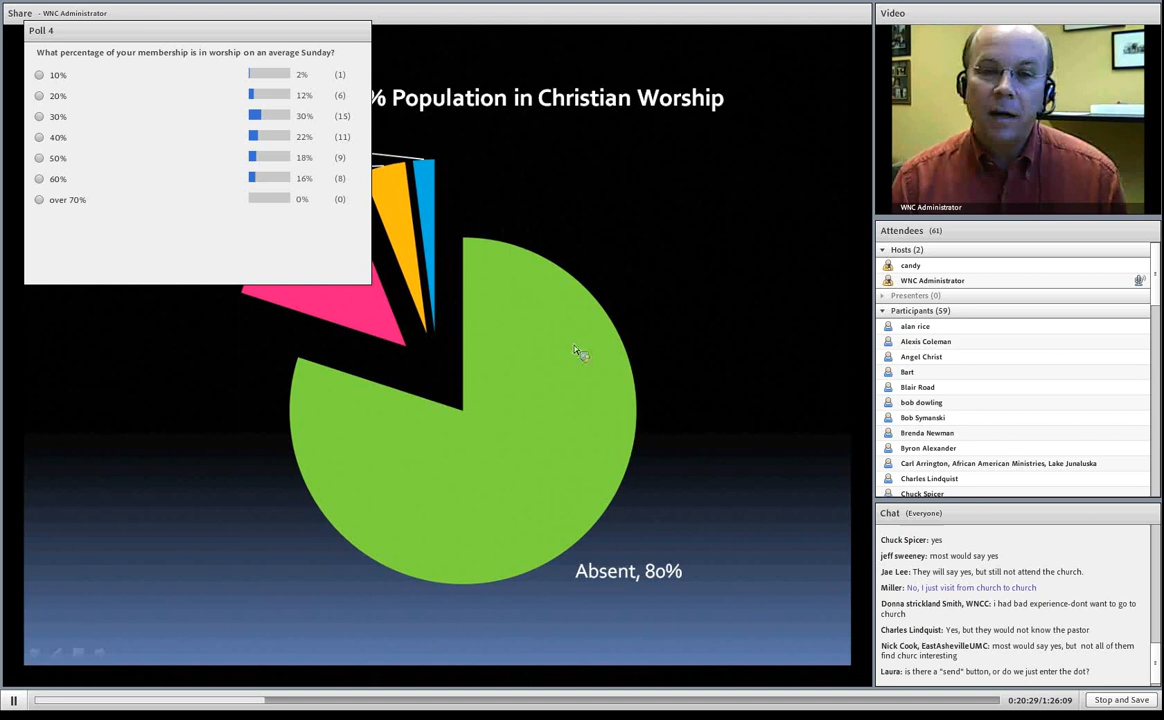 Share - WNC Administrator
Poll 4
What percentage of your membership is in worship on an average Sunday?
10% 2% (1)
20% 12% (6)
30% 30% (15)
40% 22% (11)
50% 18% (9)
60% 16% (8)
over 70% 0% (0)
% Population in Christian Worship
Absent, 80%
Video
WNC Administrator
Attendees (61)
Hosts (2)
candy
WNC Administrator
Presenters (0)
Participants (59)
alan rice
Alexis Coleman
Angel Christ
Bart
Blair Road
bob dowling
Bob Symanski
Brenda Newman
Byron Alexander
Carl Arrington, African American Ministries, Lake Junaluska
Charles Lindquist
Chuck Spicer
Chat (Everyone)
Chuck Spicer: yes
jeff sweeney: most would say yes
Jae Lee: They will say yes, but still not attend the church.
Miller: No, I just visit from church to church
Donna strickland Smith, WNCC: i had bad experience-dont want to go to
church
Charles Lindquist: Yes, but they would not know the pastor
Nick Cook, EastAshevilleUMC: most would say yes, but not all of them
find churc interesting
Laura: is there a "send" button, or do we just enter the dot?
0:20:29/1:26:09
Stop and Save